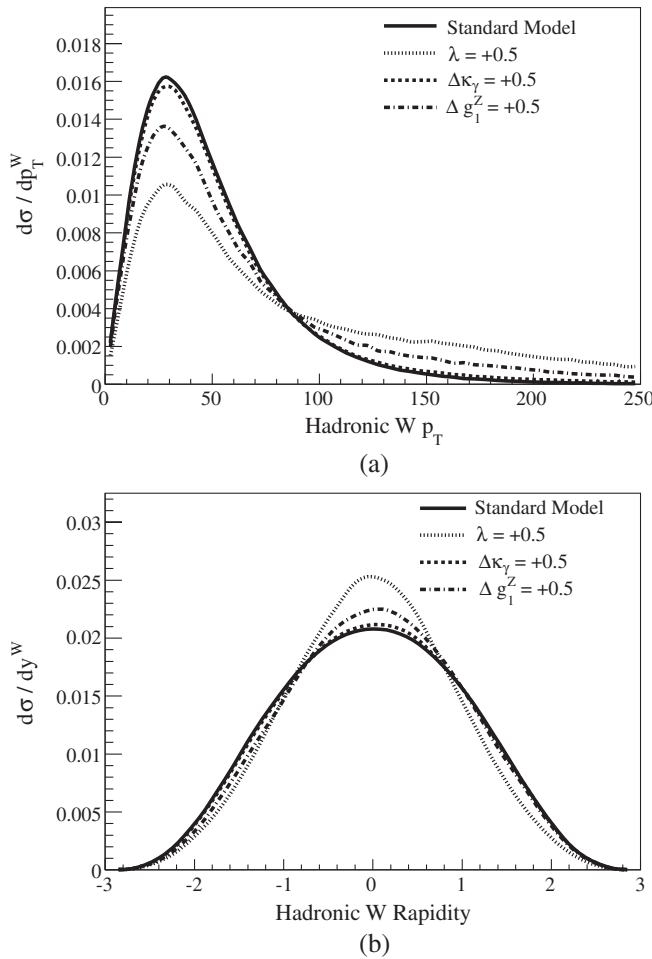 0.018
0.016
0.014
0.012
0.01
0.008
0.006
0.004
0.002
0
dσ / dp_T^W
Standard Model
λ = +0.5
Δκ_γ = +0.5
Δ g_1^Z = +0.5
0 50 100 150 200 250
Hadronic W p_T
(a)
0.03
0.025
0.02
0.015
0.01
0.005
0
dσ / dy^W
Standard Model
λ = +0.5
Δκ_γ = +0.5
Δ g_1^Z = +0.5
-3 -2 -1 0 1 2 3
Hadronic W Rapidity
(b)